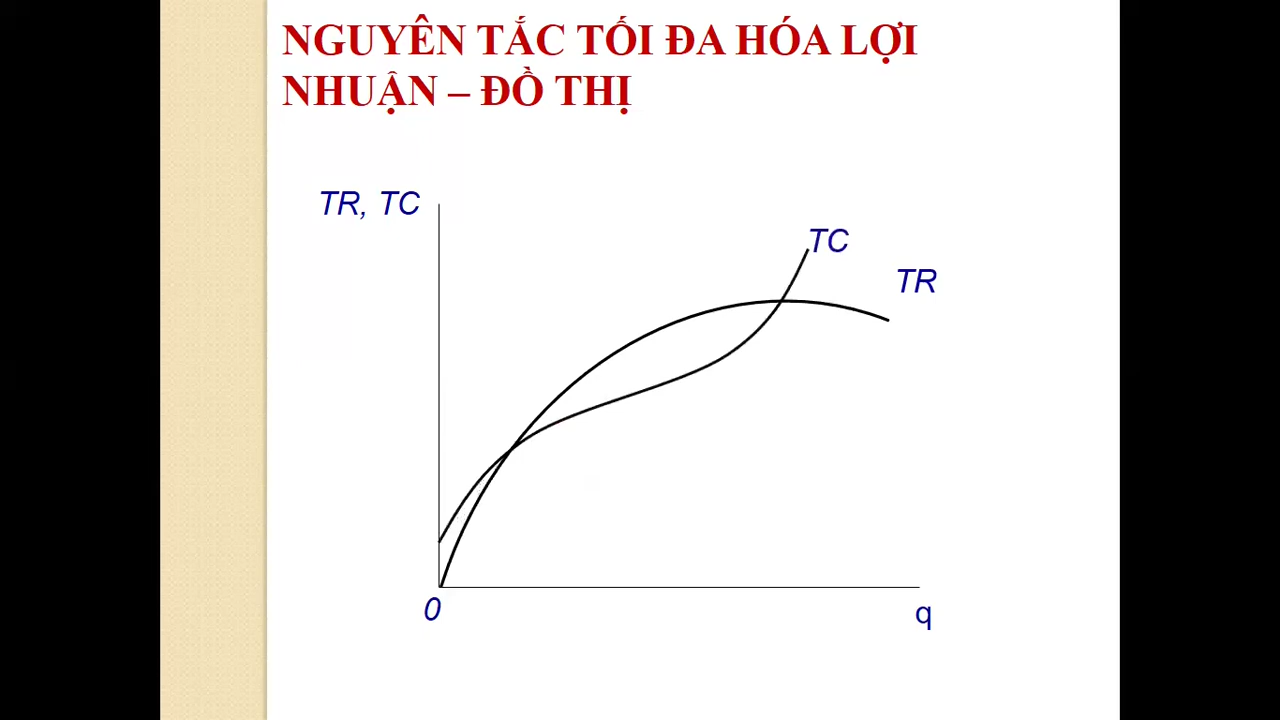 NGUYÊN TẮC TỐI ĐA HÓA LỢI
NHUẬN – ĐỒ THỊ
TR, TC
TC
TR
0
q